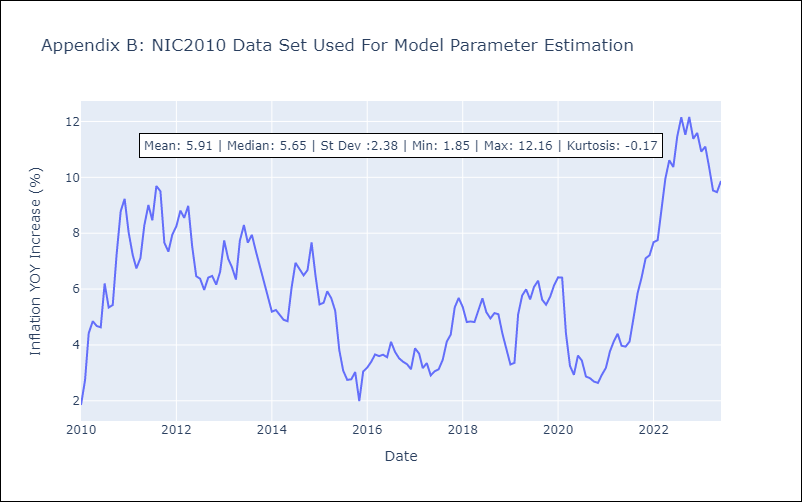 Appendix B: NIC2010 Data Set Used For Model Parameter Estimation
Mean: 5.91 | Median: 5.65 | St Dev :2.38 | Min: 1.85 | Max: 12.16 | Kurtosis: -0.17
Inflation YOY Increase (%)
12
10
8
6
4
2
2010 2012 2014 2016 2018 2020 2022
Date